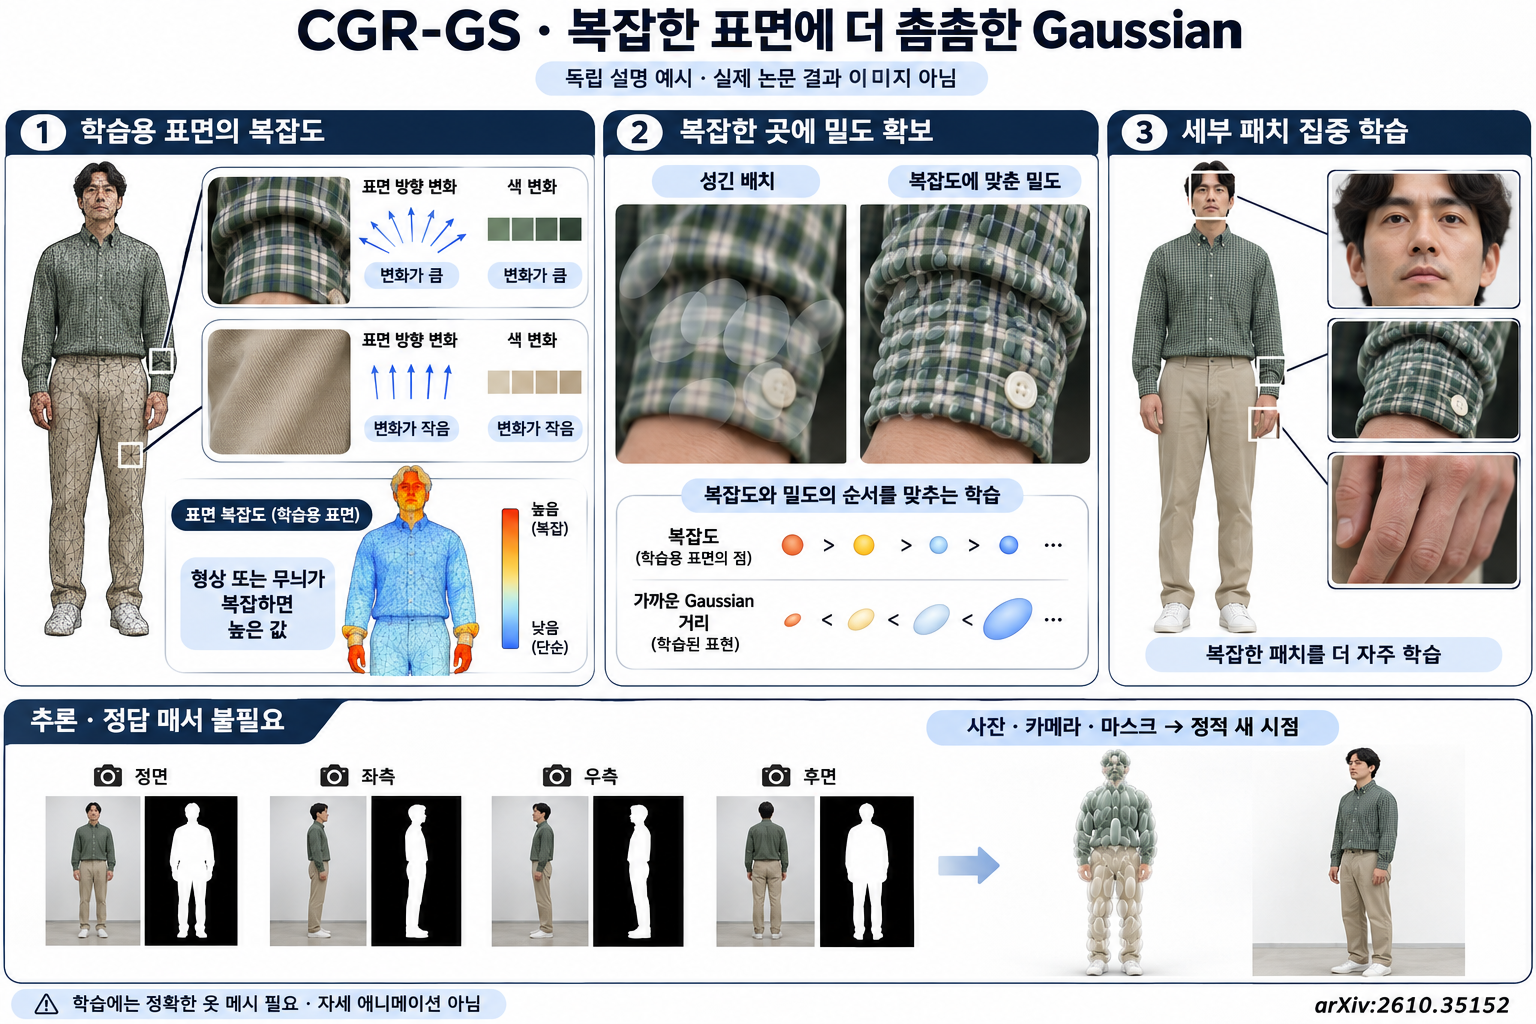 CGR-GS · 복잡한 표면에 더 촘촘한 Gaussian
독립 설명 예시 · 실제 논문 결과 이미지 아님
1 학습용 표면의 복잡도
표면 방향 변화
색 변화
변화가 큼
변화가 큼
표면 방향 변화
색 변화
변화가 작음
변화가 작음
표면 복잡도 (학습용 표면)
형상 또는 무늬가
복잡하면
높은 값
높음
(복잡)
낮음
(단순)
2 복잡한 곳에 밀도 확보
성긴 배치
복잡도에 맞춘 밀도
복잡도와 밀도의 순서를 맞추는 학습
복잡도
(학습용 표면의 점)
> > > ···
가까운 Gaussian
거리
(학습된 표현)
< < < ···
3 세부 패치 집중 학습
복잡한 패치를 더 자주 학습
추론 · 정답 매서 불필요
사잔 · 카메라 · 마스크 → 정적 새 시점
정면
좌측
우측
후면
학습에는 정확한 옷 메시 필요 · 자세 애니메이션 아님
arXiv:2610.35152